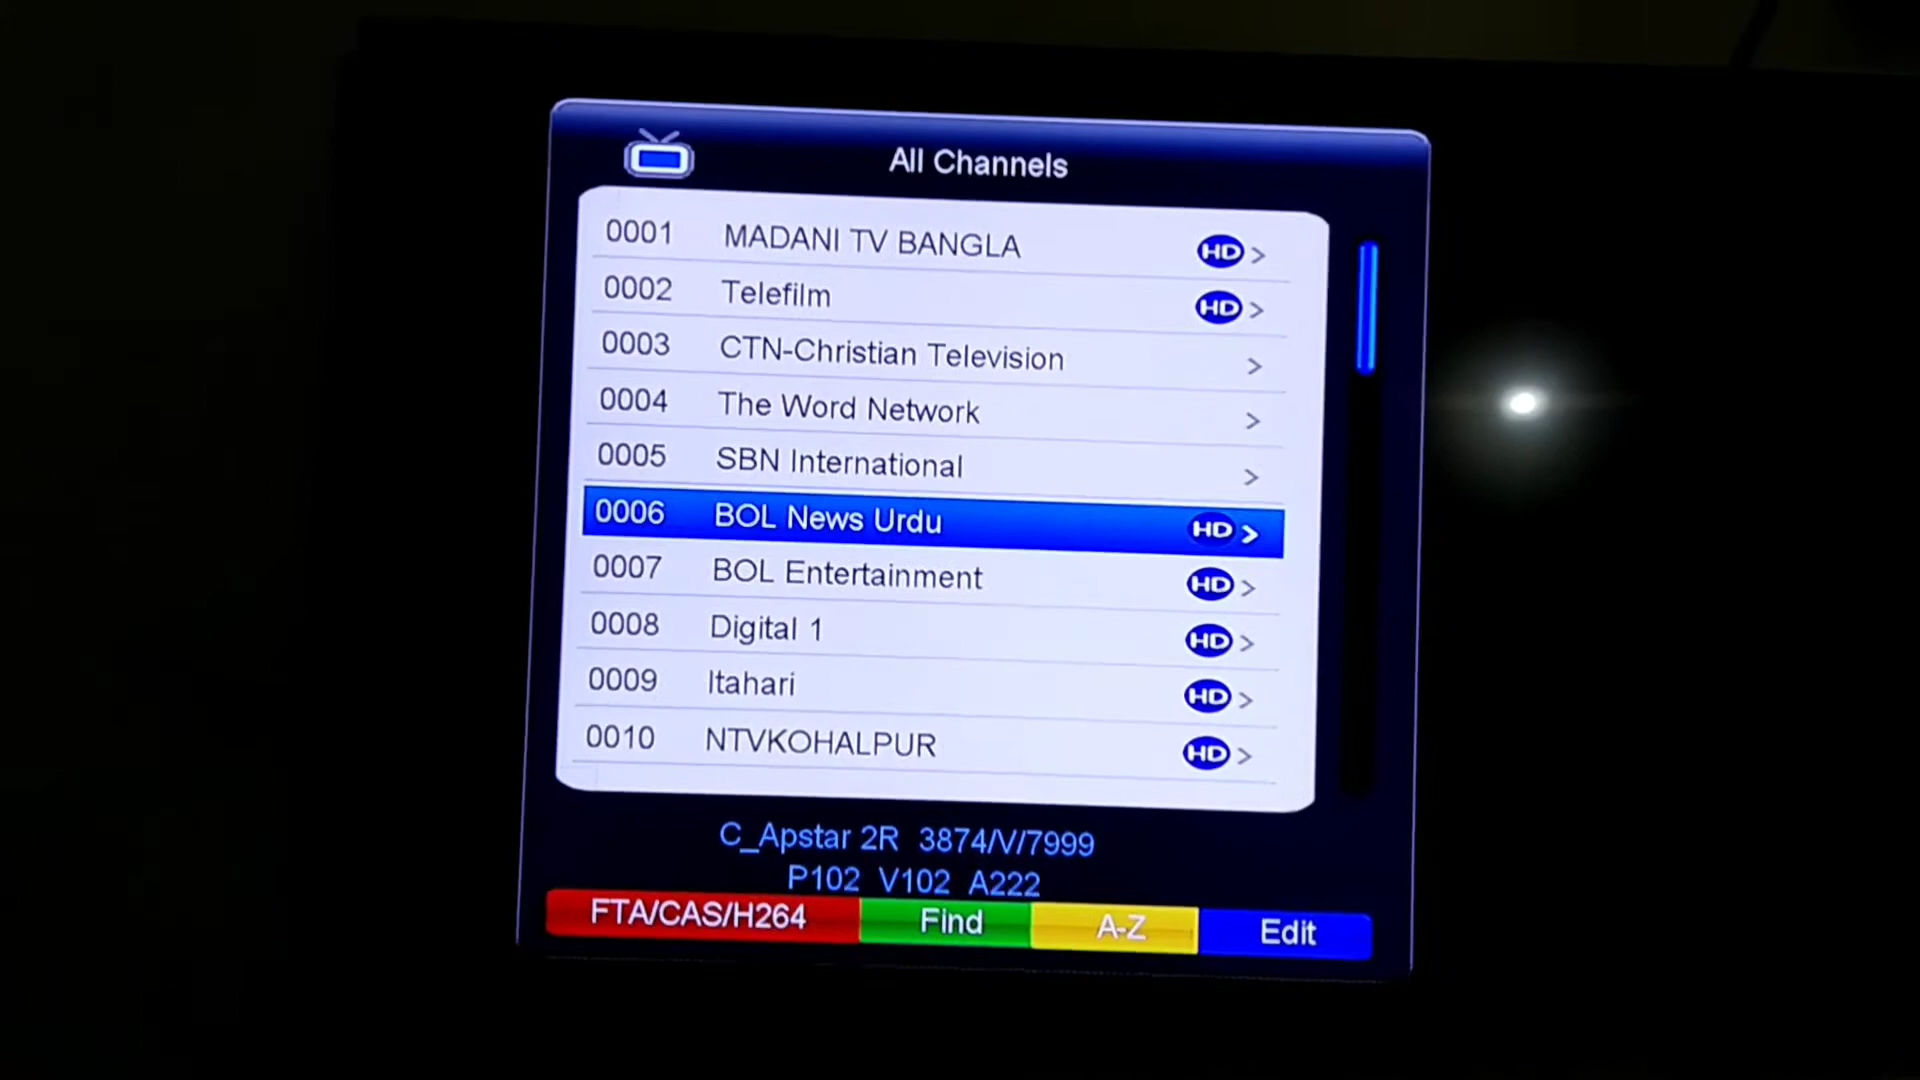 All Channels
0001 MADANI TV BANGLA HD >
0002 Telefilm HD >
0003 CTN-Christian Television >
0004 The Word Network >
0005 SBN International >
0006 BOL News Urdu HD >
0007 BOL Entertainment HD >
0008 Digital 1 HD >
0009 Itahari HD >
0010 NTVKOHALPUR HD >
C_Apstar 2R 3874/V/7999
P102 V102 A222
FTA/CAS/H264 Find A-Z Edit